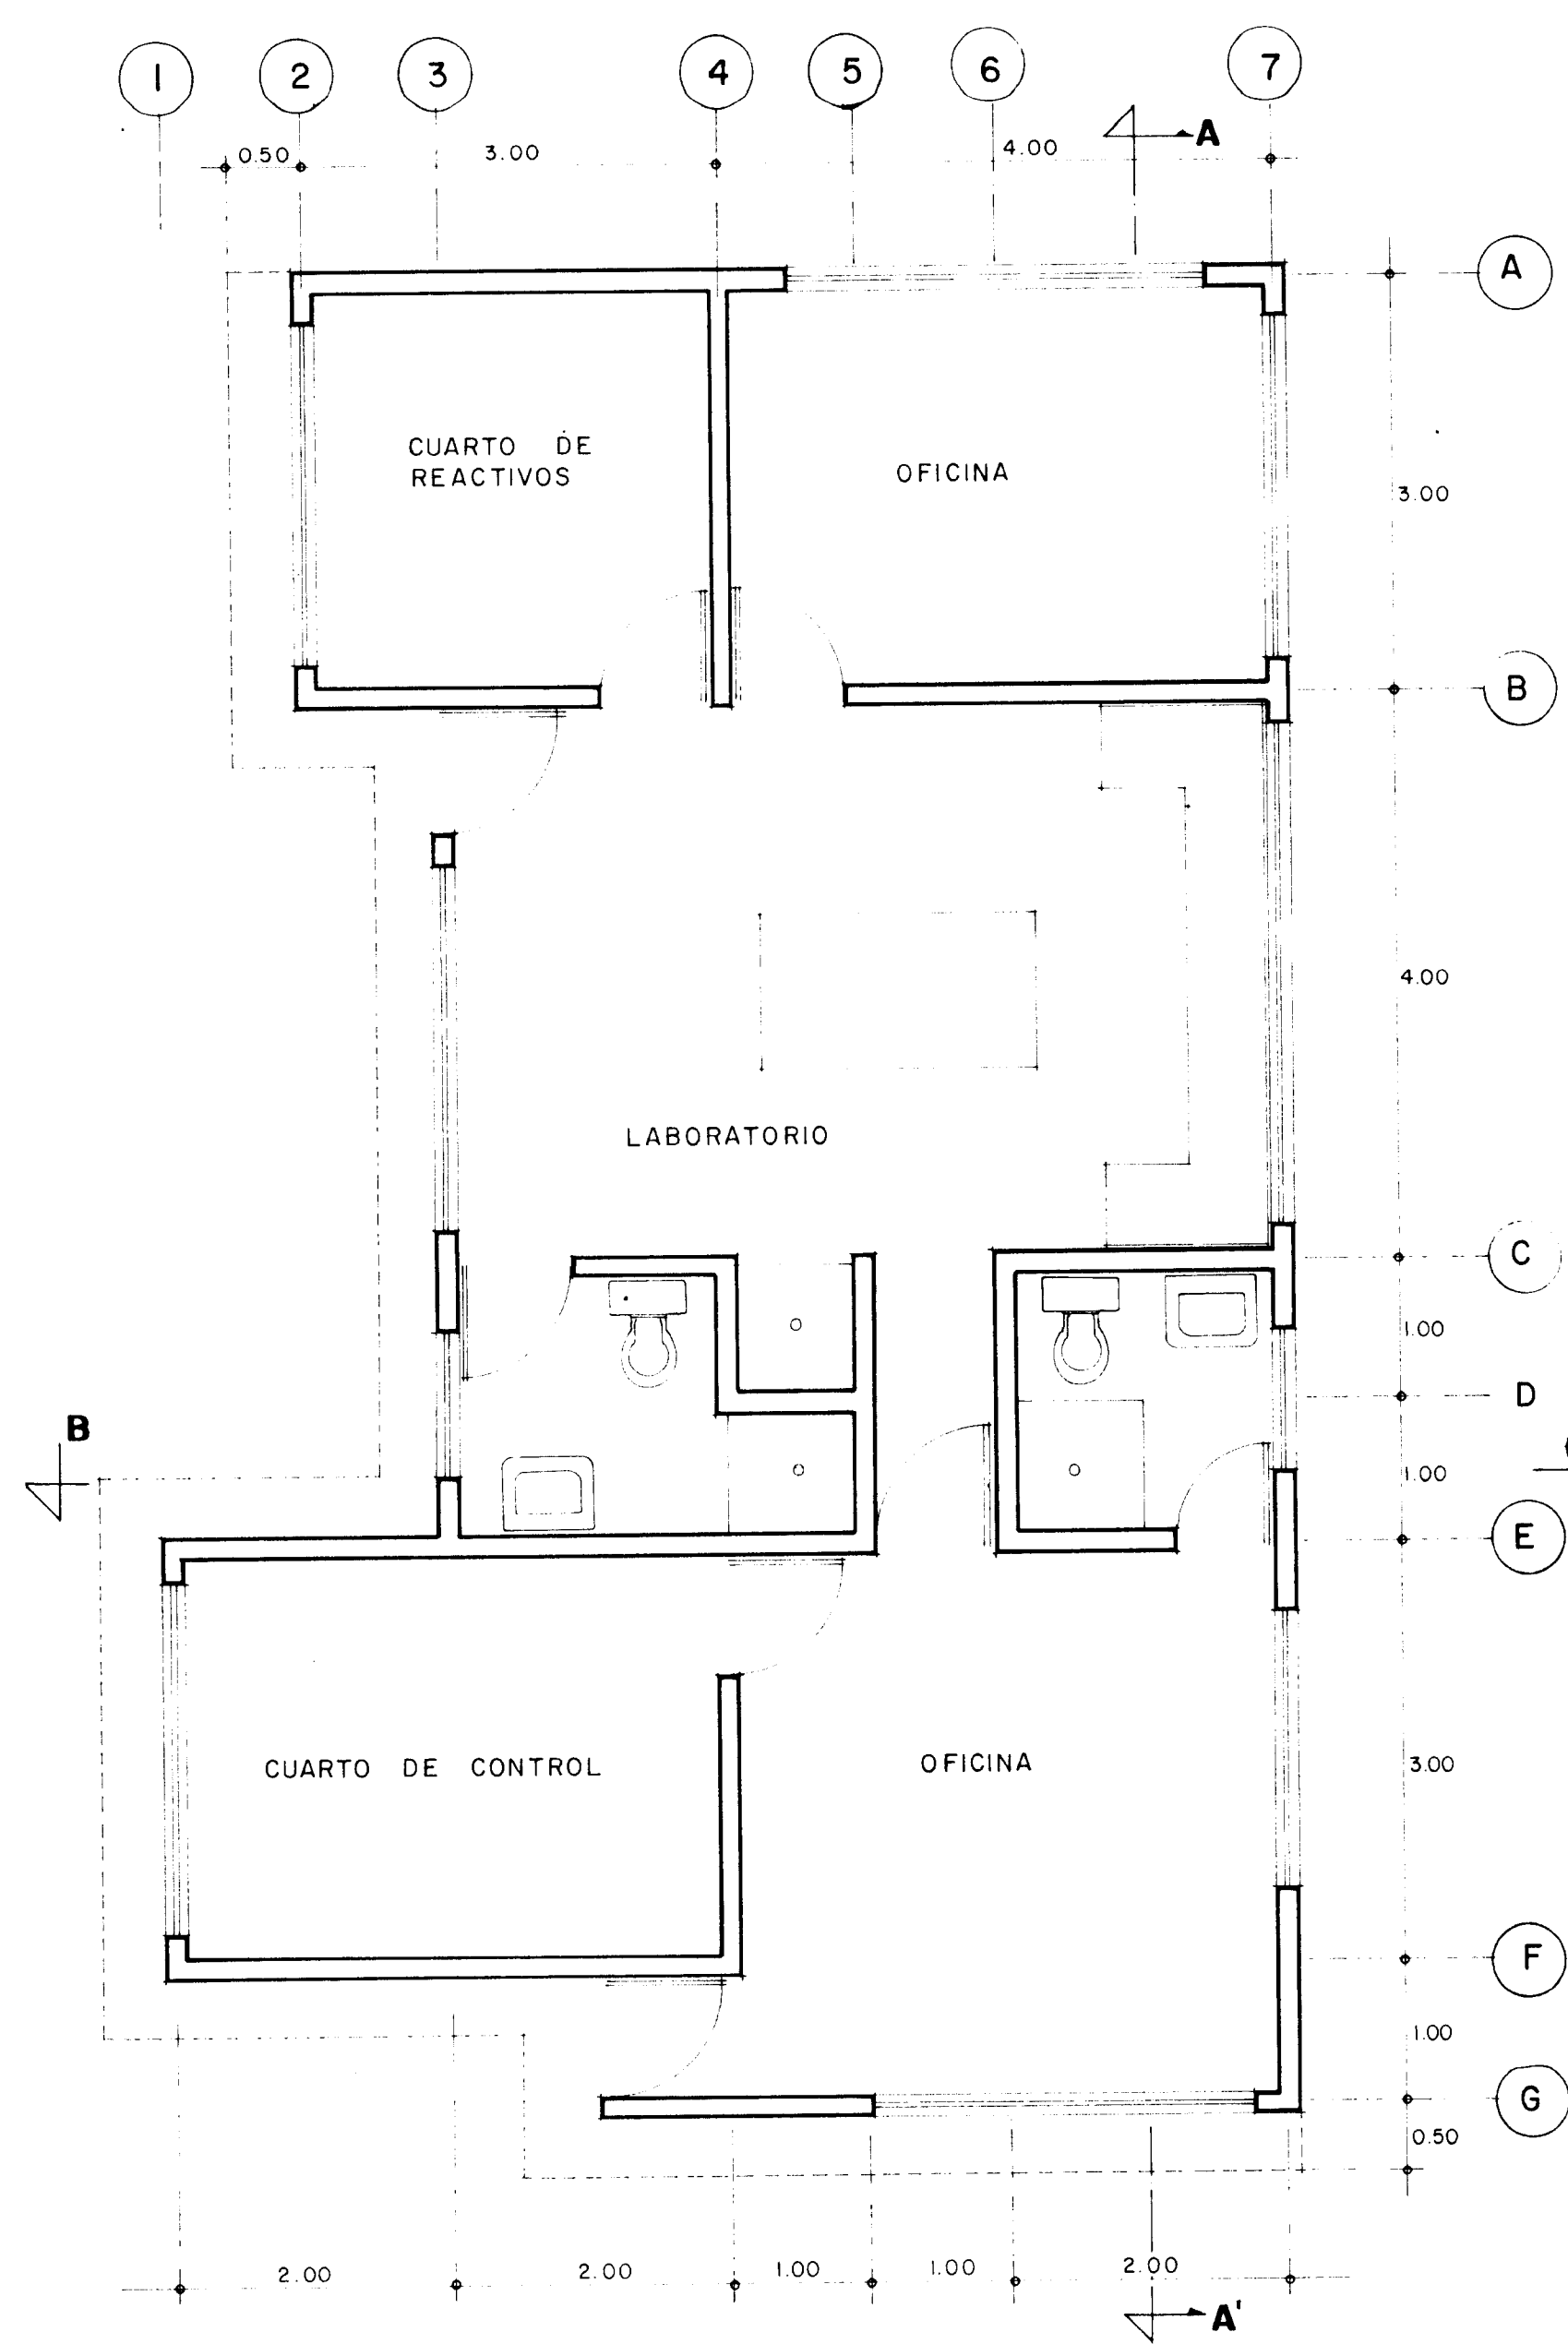 1 2 3 4 5 6 7
0.50 3.00 4.00 A
A
CUARTO DE
REACTIVOS
OFICINA
3.00
B
4.00
LABORATORIO
C
1.00
D
B
1.00
E
CUARTO DE CONTROL
OFICINA
3.00
F
1.00
G
0.50
2.00 2.00 1.00 1.00 2.00
A'